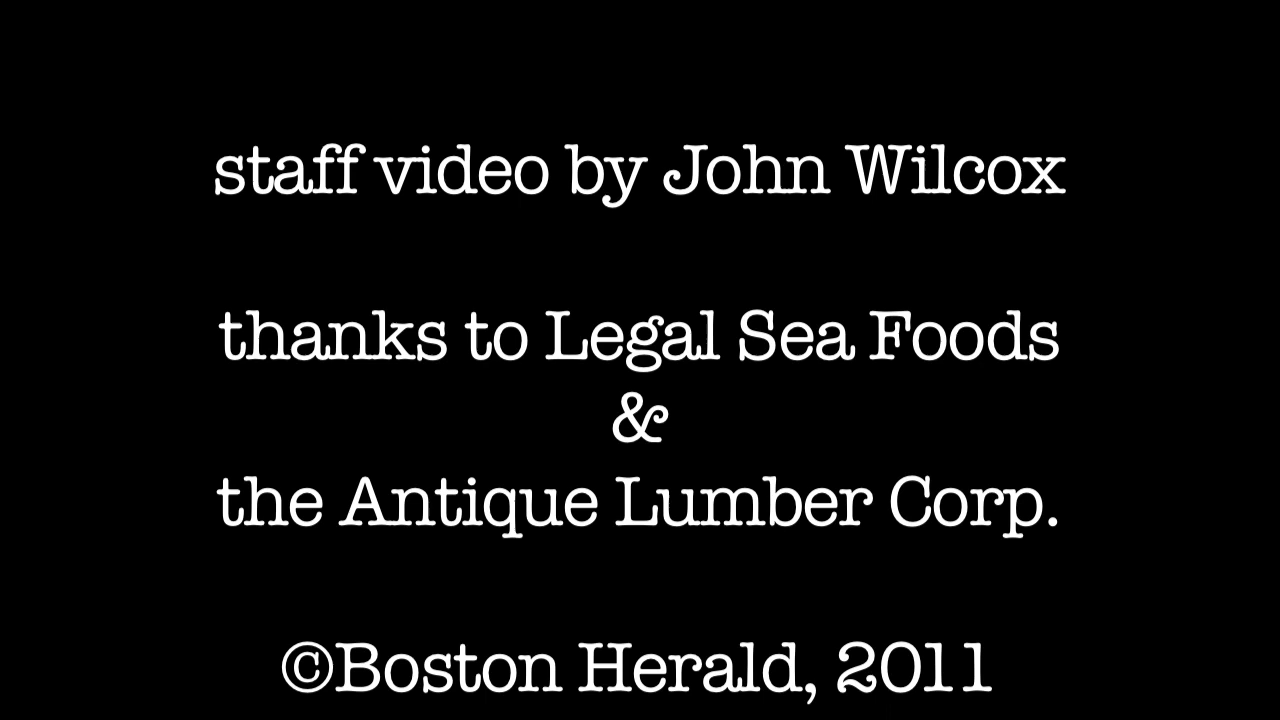 staff video by John Wilcox
thanks to Legal Sea Foods
&
the Antique Lumber Corp.
©Boston Herald, 2011